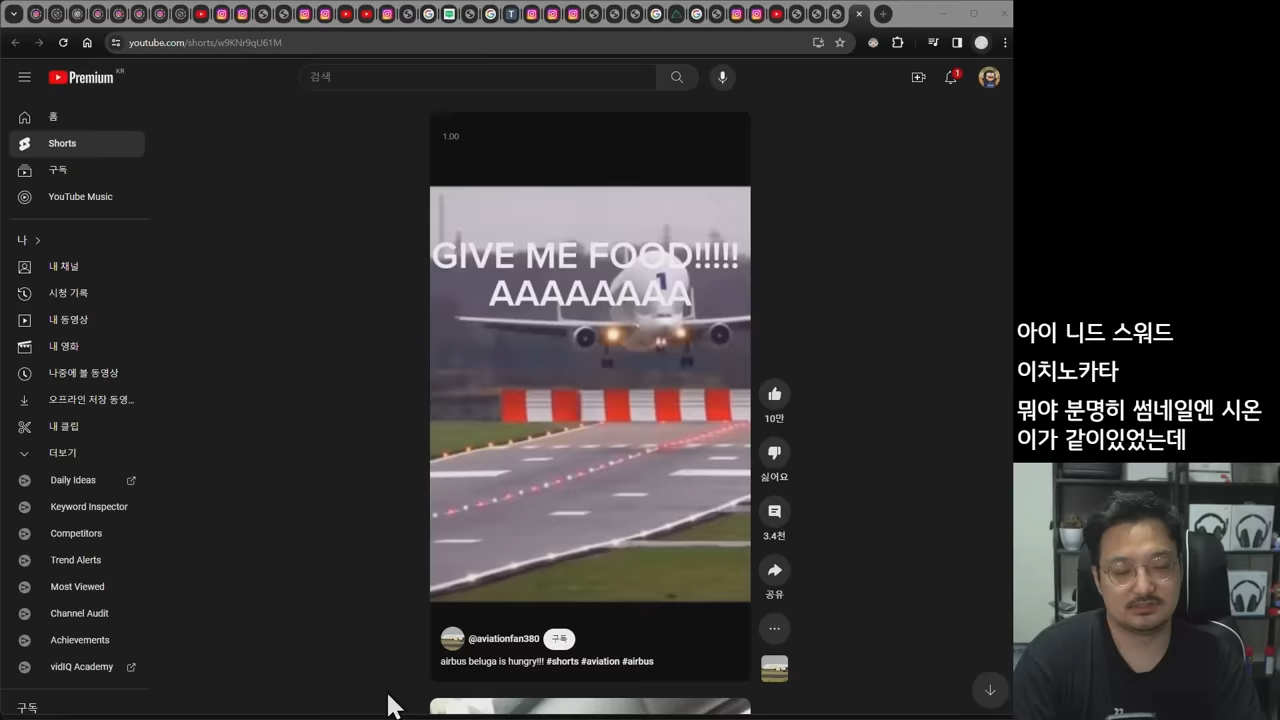 youtube.com/shorts/w9KNr9qU61M
Premium KR
검색
1
홈
Shorts
구독
YouTube Music
나
내 채널
시청 기록
내 동영상
내 영화
나중에 볼 동영상
오프라인 저장 동영...
내 클립
더보기
Daily Ideas
Keyword Inspector
Competitors
Trend Alerts
Most Viewed
Channel Audit
Achievements
vidIQ Academy
구독
1.00
GIVE ME FOOD!!!!!
AAAAAAAA
1
10만
싫어요
3.4천
공유
@aviationfan380 구독
airbus beluga is hungry!!! #shorts #aviation #airbus
아이 니드 스워드
이치노카타
뭐야 분명히 썸네일엔 시온
이가 같이있었는데